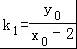 k₁ = y₀ / (x₀ − 2)